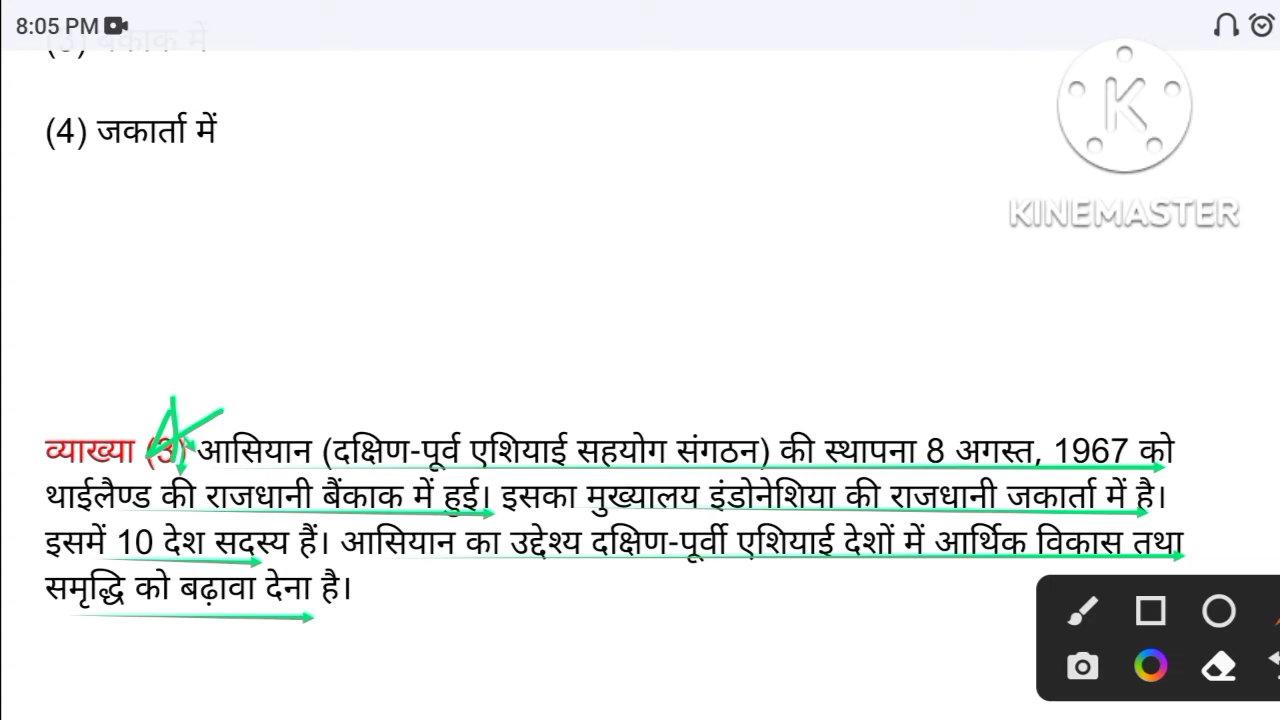 8:05 PM
(3) बैंकाक में
(4) जकार्ता में
KINEMASTER
व्याख्या (3) आसियान (दक्षिण-पूर्व एशियाई सहयोग संगठन) की स्थापना 8 अगस्त, 1967 को
थाईलैण्ड की राजधानी बैंकाक में हुई। इसका मुख्यालय इंडोनेशिया की राजधानी जकार्ता में है।
इसमें 10 देश सदस्य हैं। आसियान का उद्देश्य दक्षिण-पूर्वी एशियाई देशों में आर्थिक विकास तथा
समृद्धि को बढ़ावा देना है।